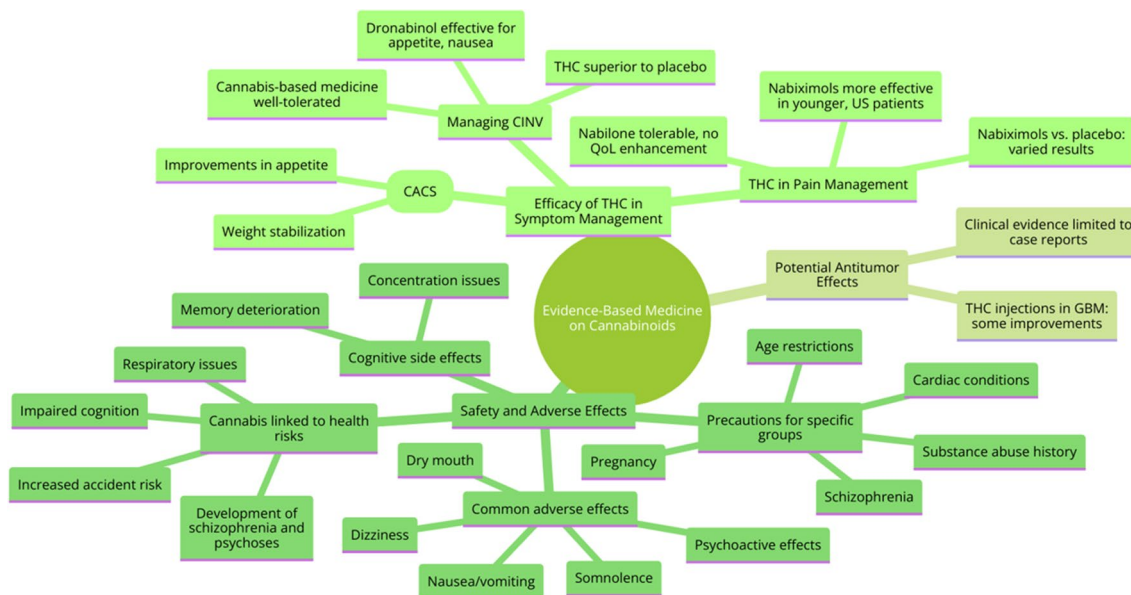 Dronabinol effective for
appetite, nausea
THC superior to placebo
Cannabis-based medicine
well-tolerated
Managing CINV
Nabiximols more effective
in younger, US patients
Nabilone tolerable, no
QoL enhancement
Nabiximols vs. placebo:
varied results
THC in Pain Management
Improvements in appetite
CACS
Weight stabilization
Efficacy of THC in
Symptom Management
Clinical evidence limited to
case reports
Potential Antitumor
Effects
THC injections in GBM:
some improvements
Evidence-Based Medicine
on Cannabinoids
Concentration issues
Memory deterioration
Cognitive side effects
Respiratory issues
Impaired cognition
Cannabis linked to health
risks
Increased accident risk
Development of
schizophrenia and
psychoses
Safety and Adverse Effects
Age restrictions
Cardiac conditions
Precautions for specific
groups
Substance abuse history
Pregnancy
Schizophrenia
Dry mouth
Common adverse effects
Dizziness
Nausea/vomiting
Somnolence
Psychoactive effects